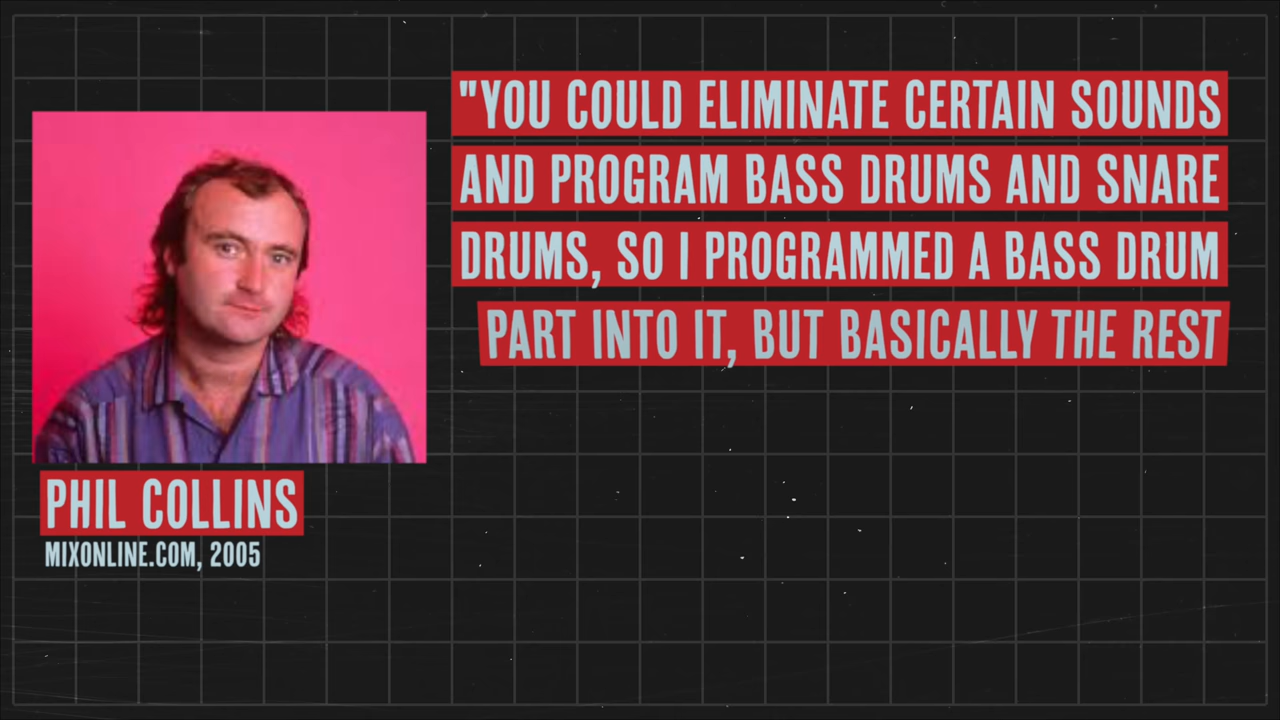 "YOU COULD ELIMINATE CERTAIN SOUNDS
AND PROGRAM BASS DRUMS AND SNARE
DRUMS, SO I PROGRAMMED A BASS DRUM
PART INTO IT, BUT BASICALLY THE REST
PHIL COLLINS
MIXONLINE.COM, 2005